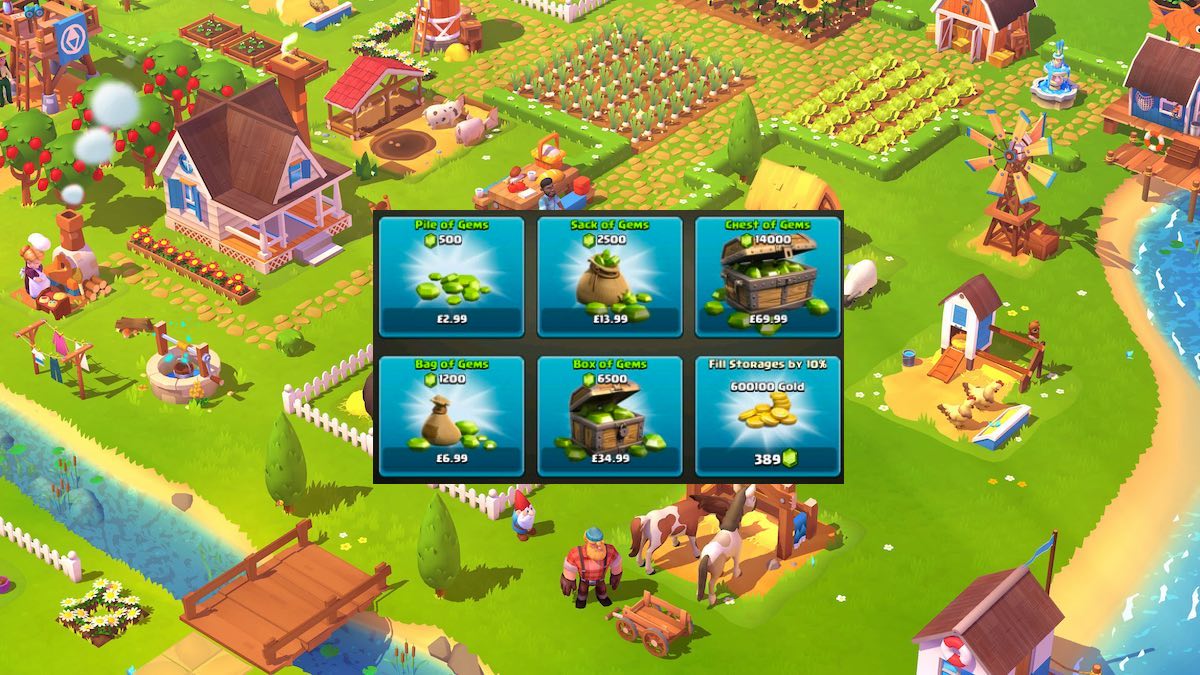 Pile of Gems
500
£2.99
Sack of Gems
2500
£13.99
Chest of Gems
14000
£69.99
Bag of Gems
1200
£6.99
Box of Gems
6500
£34.99
Fill Storages by 10%
600100 Gold
389